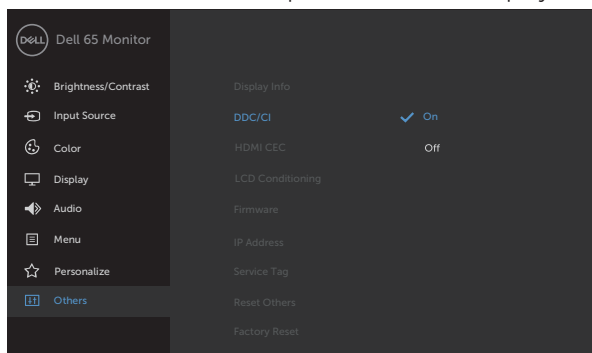 DELL Dell 65 Monitor
Brightness/Contrast
Input Source
Color
Display
Audio
Menu
Personalize
Others
Display Info
DDC/CI On
HDMI CEC Off
LCD Conditioning
Firmware
IP Address
Service Tag
Reset Others
Factory Reset